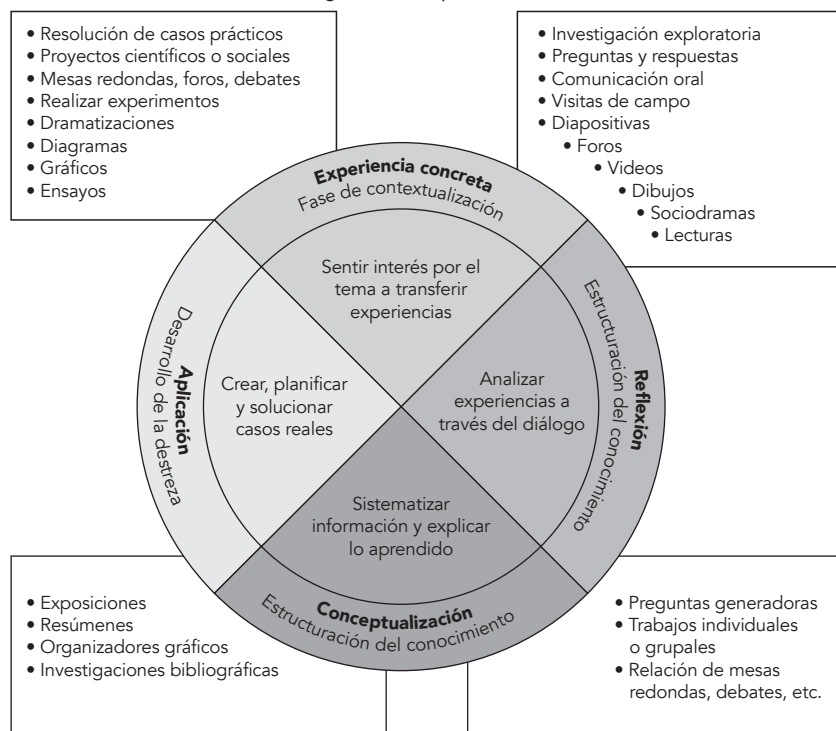 • Resolución de casos prácticos
• Proyectos científicos o sociales
• Mesas redondas, foros, debates
• Realizar experimentos
• Dramatizaciones
• Diagramas
• Gráficos
• Ensayos
• Investigación exploratoria
• Preguntas y respuestas
• Comunicación oral
• Visitas de campo
• Diapositivas
• Foros
• Videos
• Dibujos
• Sociodramas
• Lecturas
Experiencia concreta
Fase de contextualización
Sentir interés por el
tema a transferir
experiencias
Reflexión
Estructuración del conocimiento
Analizar
experiencias a
través del diálogo
Conceptualización
Estructuración del conocimiento
Sistematizar
información y explicar
lo aprendido
Aplicación
Desarrollo de la destreza
Crear, planificar
y solucionar
casos reales
• Exposiciones
• Resúmenes
• Organizadores gráficos
• Investigaciones bibliográficas
• Preguntas generadoras
• Trabajos individuales
o grupales
• Relación de mesas
redondas, debates, etc.